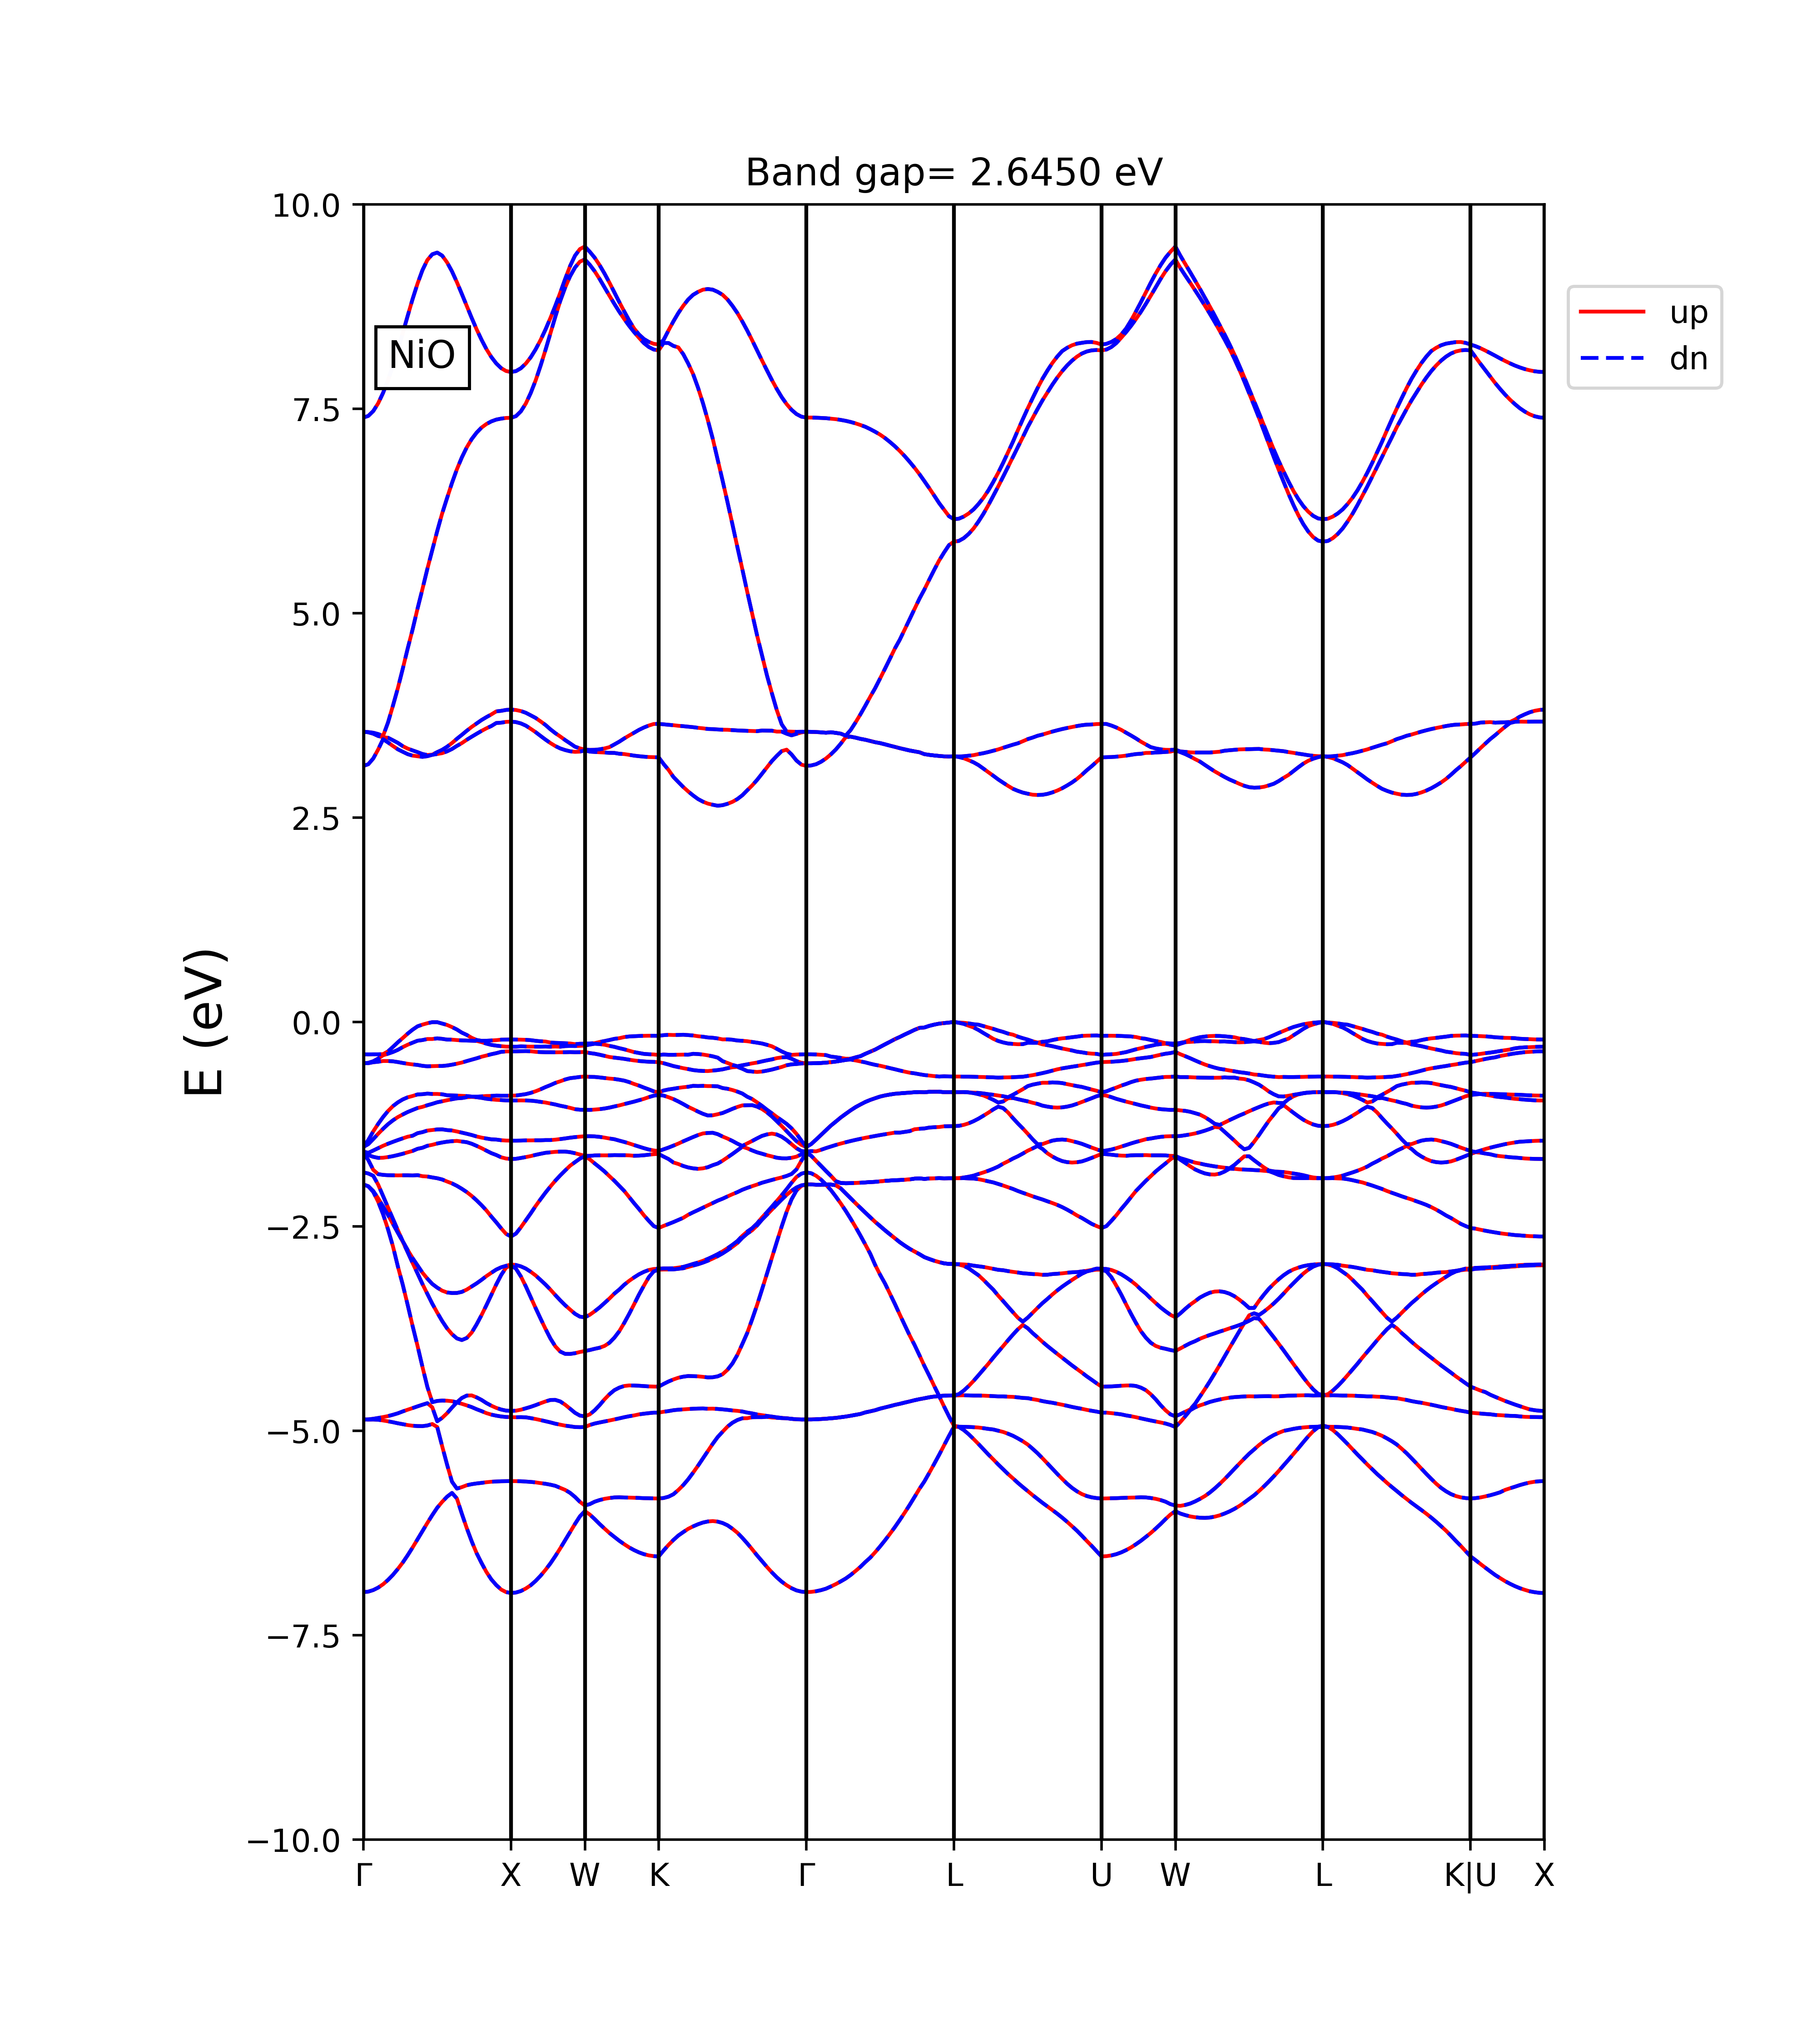 Band gap= 2.6450 eV
10.0
7.5
5.0
2.5
0.0
−2.5
−5.0
−7.5
−10.0
E (eV)
NiO
up
dn
Γ X W K Γ L U W L K|U X